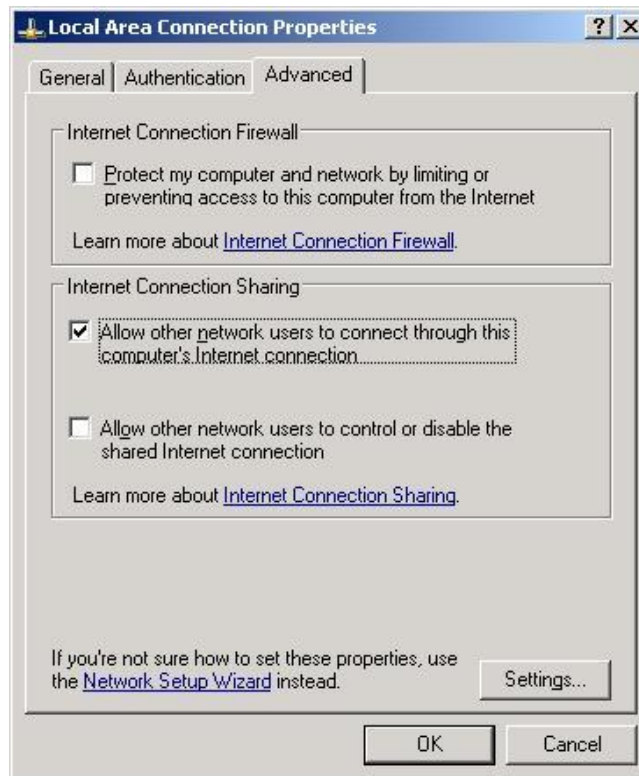 Local Area Connection Properties
General Authentication Advanced
Internet Connection Firewall
Protect my computer and network by limiting or
preventing access to this computer from the Internet
Learn more about Internet Connection Firewall.
Internet Connection Sharing
Allow other network users to connect through this
computer's Internet connection
Allow other network users to control or disable the
shared Internet connection
Learn more about Internet Connection Sharing.
If you're not sure how to set these properties, use
the Network Setup Wizard instead.
Settings...
OK Cancel